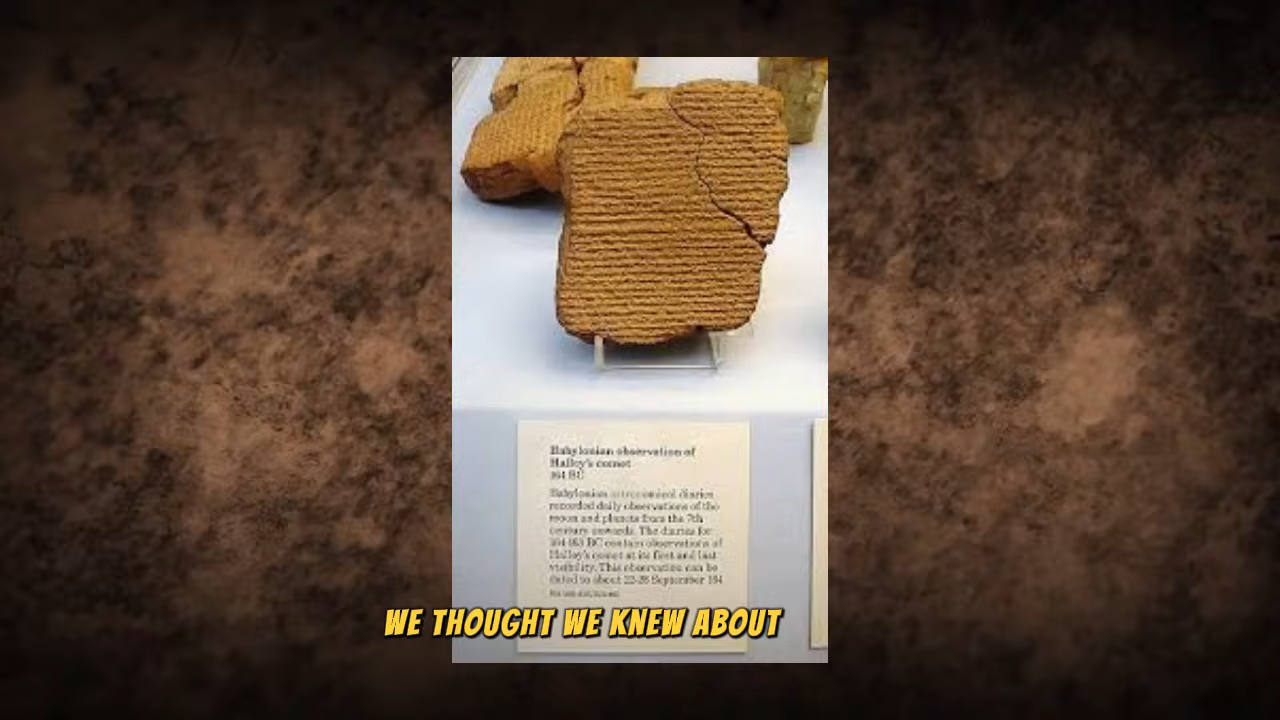 Babylonian observation of
Halley's comet
164 BC
Babylonian astronomical diaries
recorded daily observations of the
moon and planets from the 7th
century onwards. The diaries for
164-163 BC contain observations of
Halley's comet at its first and last
visibility. This observation can be
dated to about 22-28 September 164
WE THOUGHT WE KNEW ABOUT